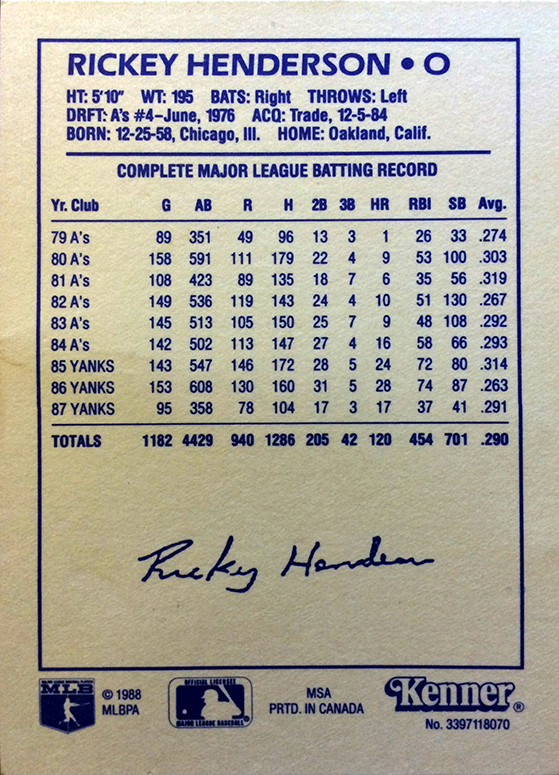 RICKEY HENDERSON • O
HT: 5'10" WT: 195 BATS: Right THROWS: Left
DRFT: A's #4–June, 1976 ACQ: Trade, 12-5-84
BORN: 12-25-58, Chicago, Ill. HOME: Oakland, Calif.
COMPLETE MAJOR LEAGUE BATTING RECORD
Yr. Club G AB R H 2B 3B HR RBI SB Avg.
79 A's 89 351 49 96 13 3 1 26 33 .274
80 A's 158 591 111 179 22 4 9 53 100 .303
81 A's 108 423 89 135 18 7 6 35 56 .319
82 A's 149 536 119 143 24 4 10 51 130 .267
83 A's 145 513 105 150 25 7 9 48 108 .292
84 A's 142 502 113 147 27 4 16 58 66 .293
85 YANKS 143 547 146 172 28 5 24 72 80 .314
86 YANKS 153 608 130 160 31 5 28 74 87 .263
87 YANKS 95 358 78 104 17 3 17 37 41 .291
TOTALS 1182 4429 940 1286 205 42 120 454 701 .290
Rickey Henderson
MAJOR LEAGUE BASEBALL PLAYERS
MLB
© 1988
MLBPA
OFFICIAL LICENSEE
MAJOR LEAGUE BASEBALL
MSA
PRTD. IN CANADA
Kenner®
No. 3397118070